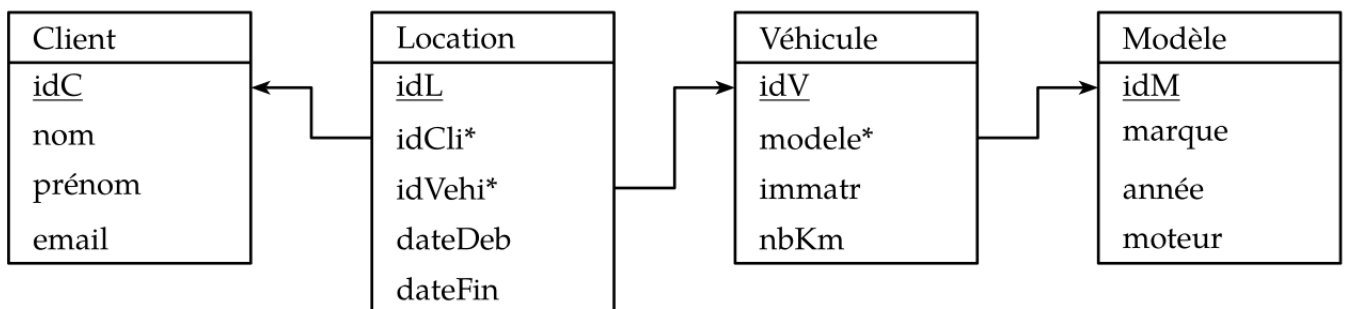 Client
idC
nom
prénom
email
Location
idL
idCli*
idVehi*
dateDeb
dateFin
Véhicule
idV
modele*
immatr
nbKm
Modèle
idM
marque
année
moteur